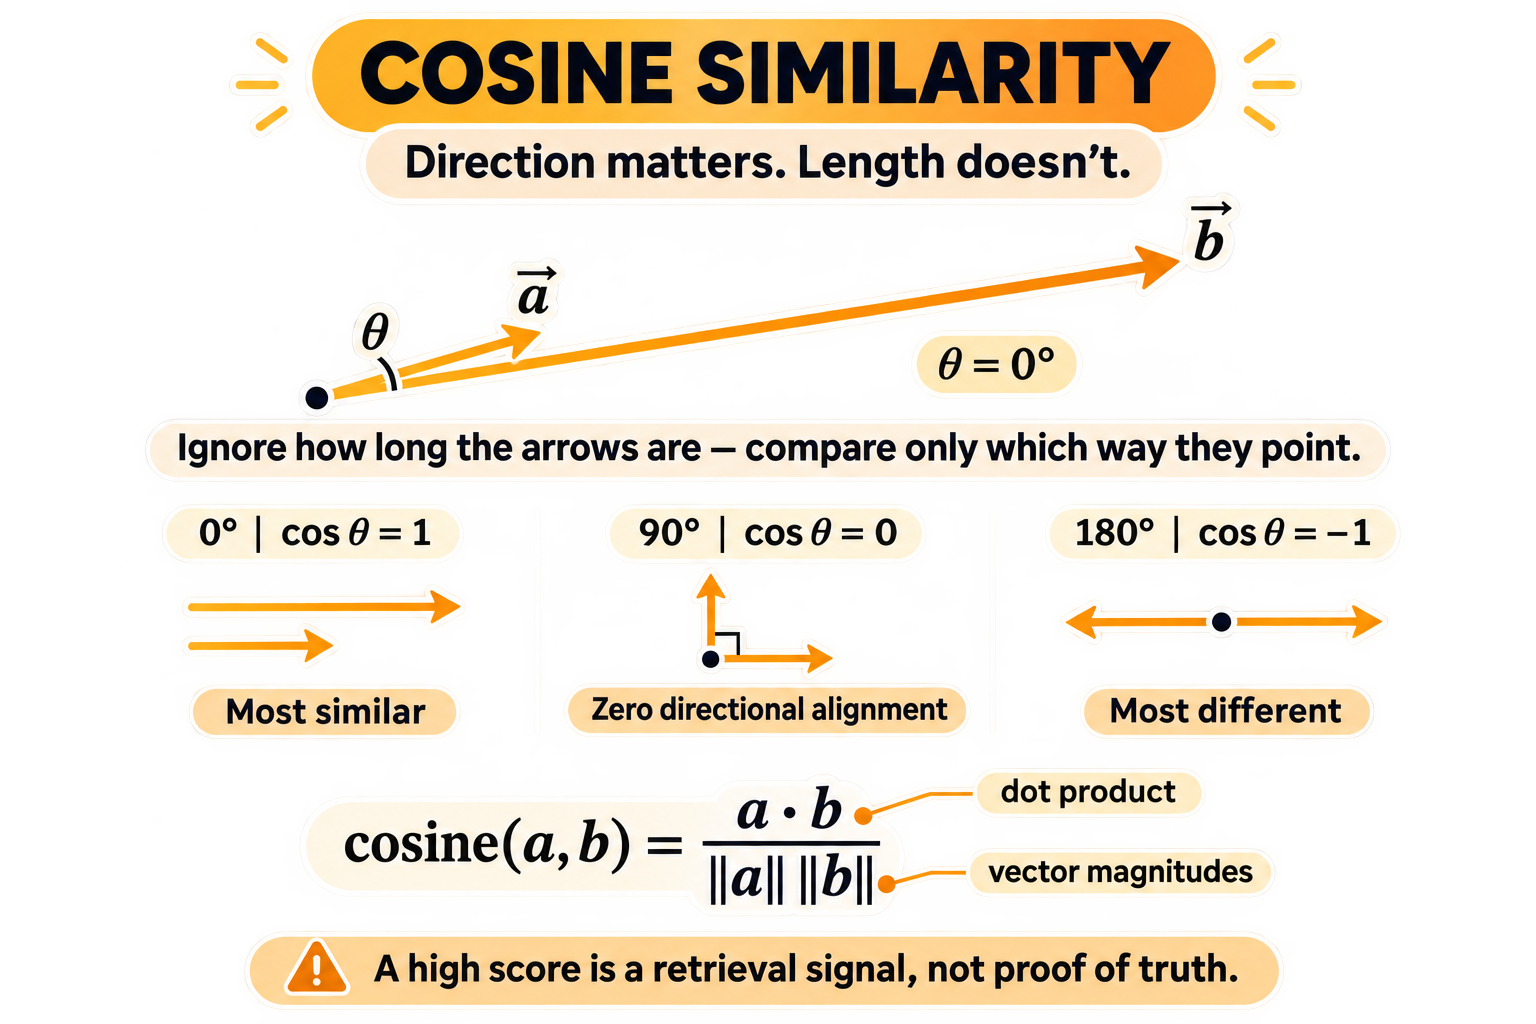 COSINE SIMILARITY
Direction matters. Length doesn’t.
θ
a⃗
b⃗
θ = 0°
Ignore how long the arrows are — compare only which way they point.
0° | cos θ = 1
90° | cos θ = 0
180° | cos θ = −1
Most similar
Zero directional alignment
Most different
cosine(a, b) = a · b / ‖a‖ ‖b‖
dot product
vector magnitudes
A high score is a retrieval signal, not proof of truth.